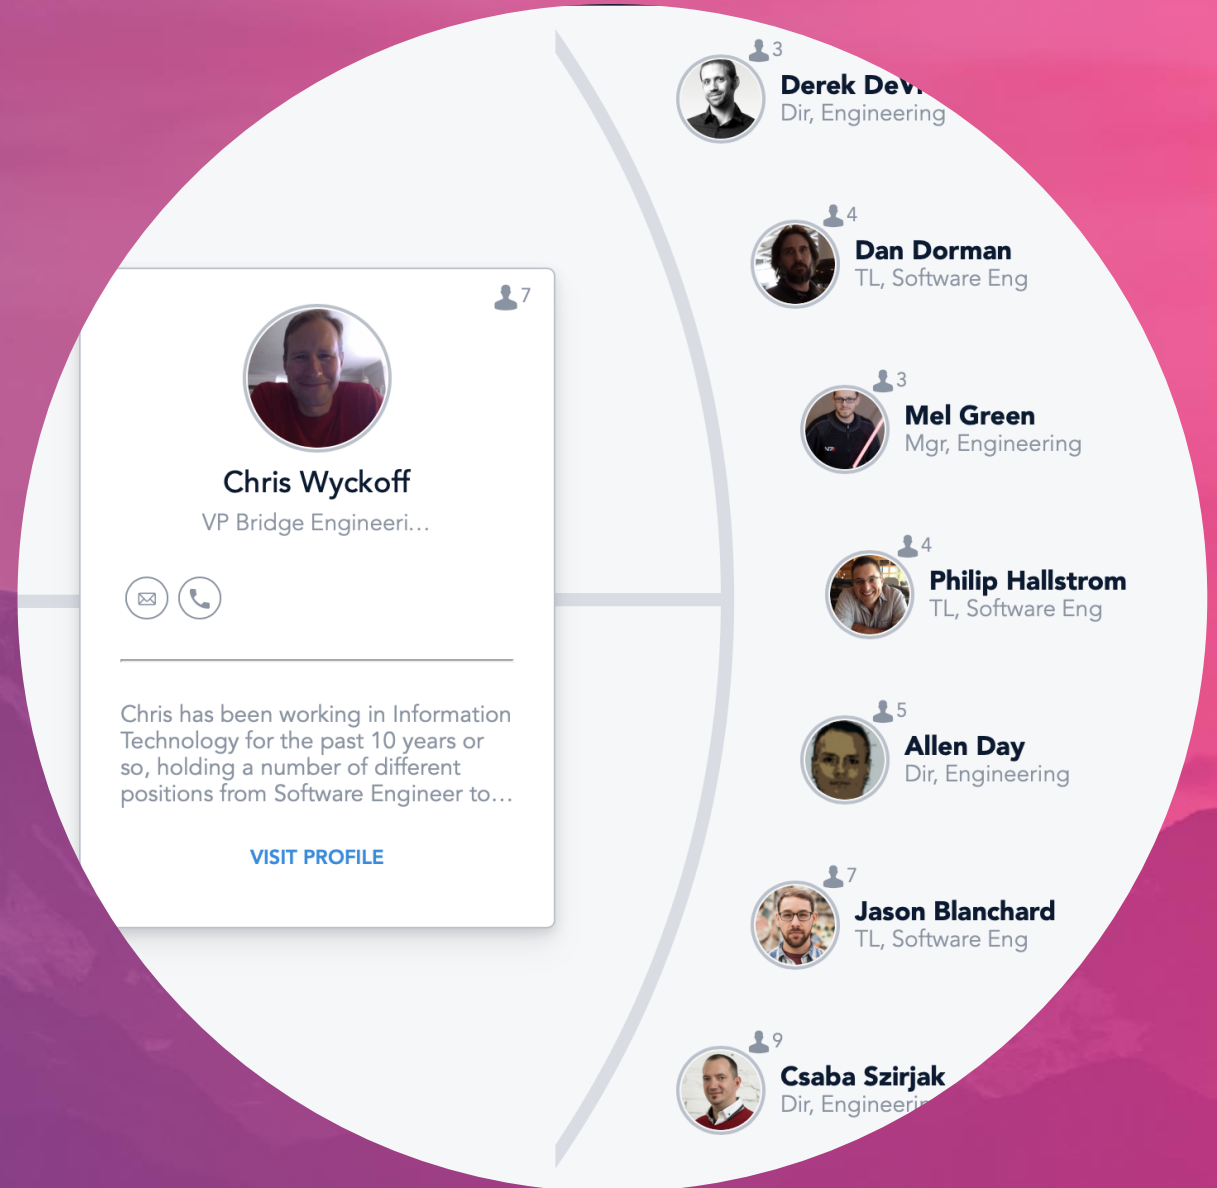 7
Chris Wyckoff
VP Bridge Engineeri...
Chris has been working in Information
Technology for the past 10 years or
so, holding a number of different
positions from Software Engineer to...
VISIT PROFILE
3
Derek
Dir, Engineering
4
Dan Dorman
TL, Software Eng
3
Mel Green
Mgr, Engineering
4
Philip Hallstrom
TL, Software Eng
5
Allen Day
Dir, Engineering
7
Jason Blanchard
TL, Software Eng
9
Csaba Szirjak
Dir,